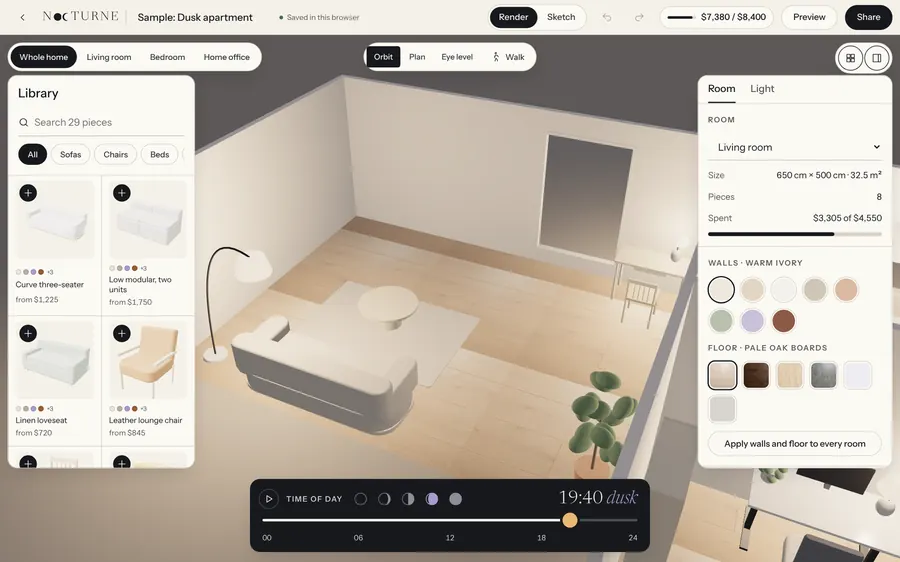 NOCTURNE
Sample: Dusk apartment
Saved in this browser
Render
Sketch
$7,380 / $8,400
Preview
Share
Whole home
Living room
Bedroom
Home office
Orbit
Plan
Eye level
Walk
Library
Search 29 pieces
All
Sofas
Chairs
Beds
+3
Curve three-seater
from $1,225
+3
Low modular, two
units
from $1,750
+3
Linen loveseat
from $720
+3
Leather lounge chair
from $845
Room
Light
ROOM
Living room
Size
650 cm × 500 cm · 32.5 m²
Pieces
8
Spent
$3,305 of $4,550
WALLS · WARM IVORY
FLOOR · PALE OAK BOARDS
Apply walls and floor to every room
TIME OF DAY
19:40 dusk
00
06
12
18
24